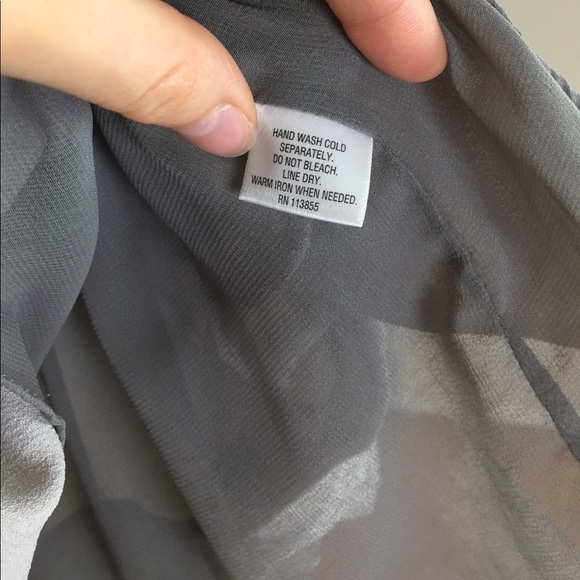 HAND WASH COLD
SEPARATELY.
DO NOT BLEACH.
LINE DRY.
WARM IRON WHEN NEEDED.
RN 113855